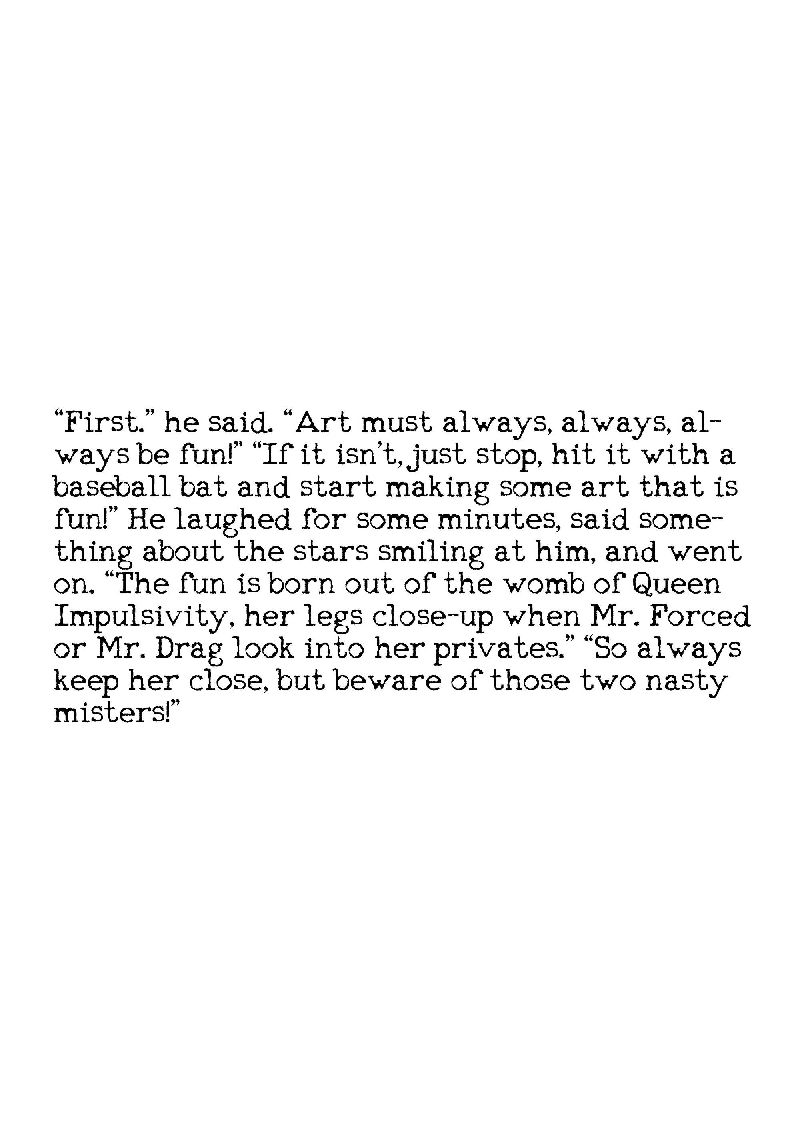 “First.” he said. “Art must always, always, al-
ways be fun!” “If it isn’t, just stop, hit it with a
baseball bat and start making some art that is
fun!” He laughed for some minutes, said some-
thing about the stars smiling at him, and went
on. “The fun is born out of the womb of Queen
Impulsivity, her legs close-up when Mr. Forced
or Mr. Drag look into her privates.” “So always
keep her close, but beware of those two nasty
misters!”